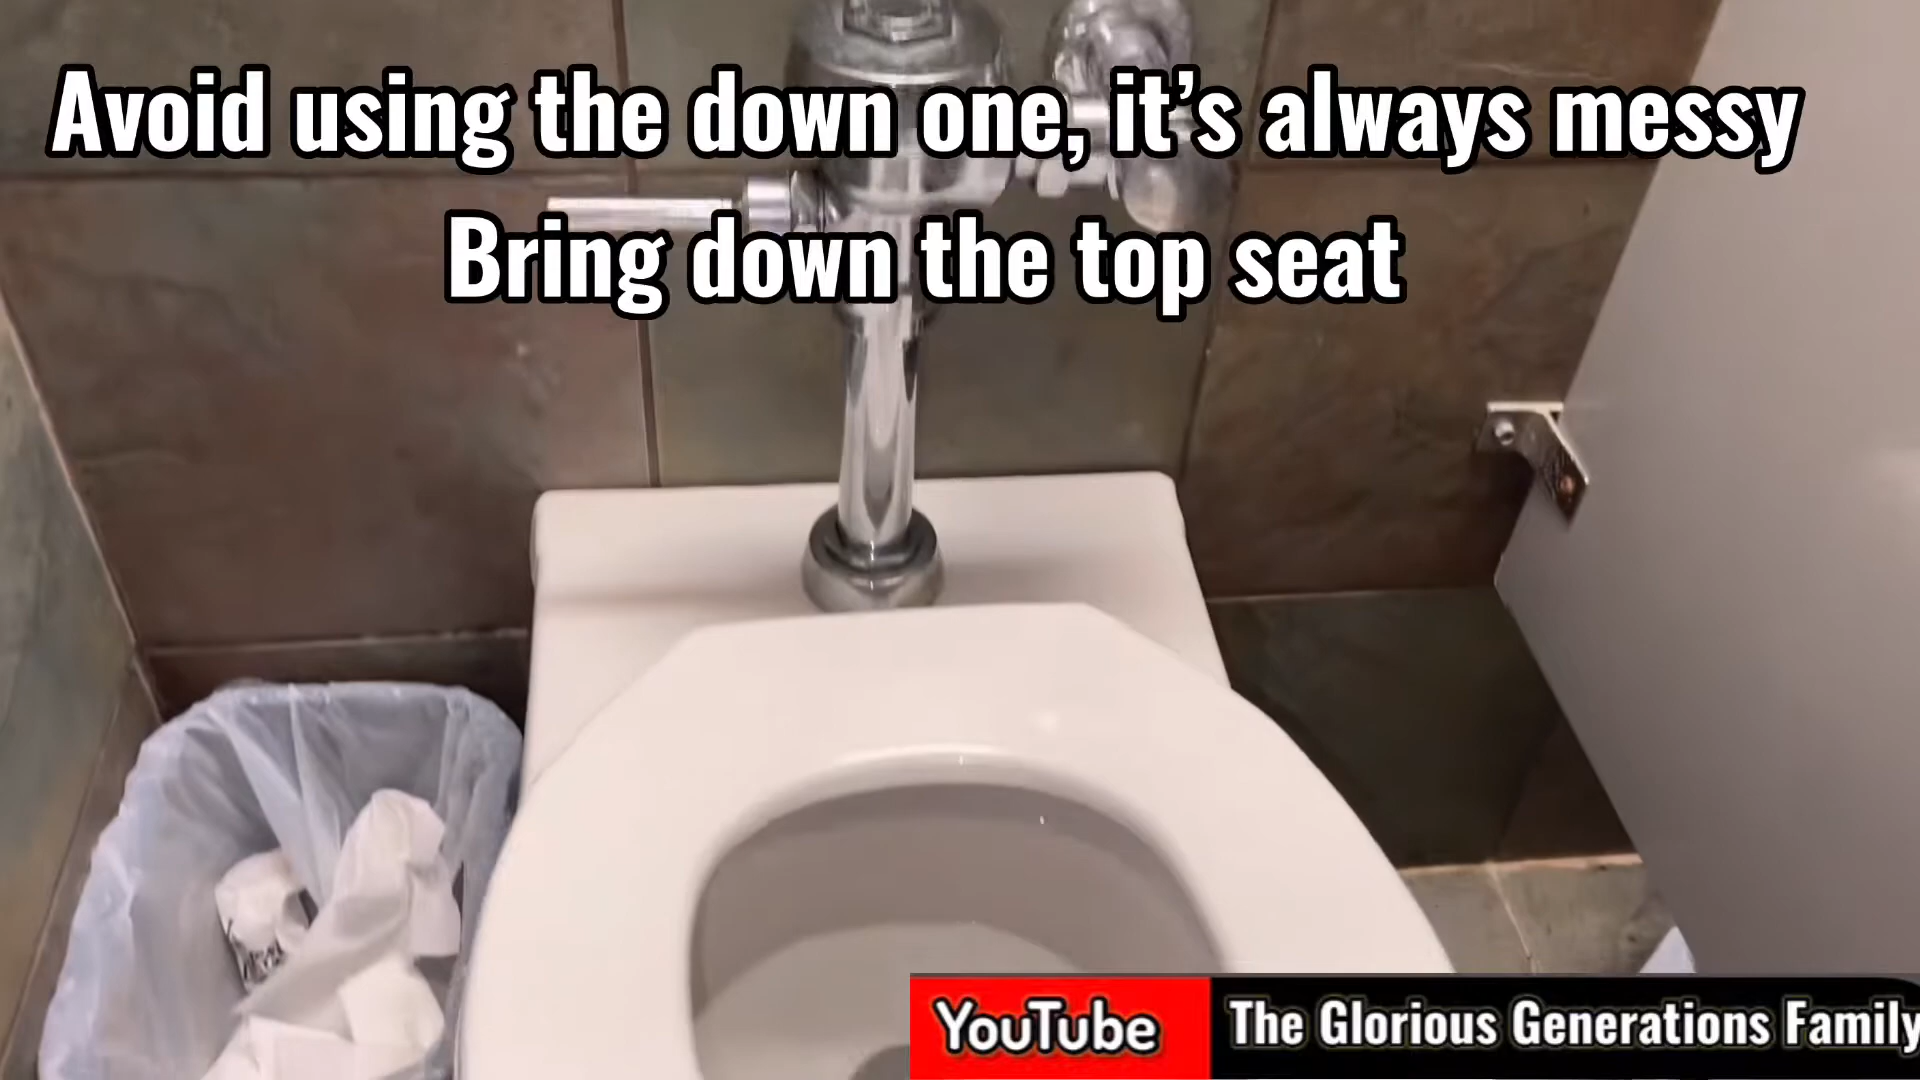 Avoid using the down one, it’s always messy
Bring down the top seat
YouTube The Glorious Generations Family